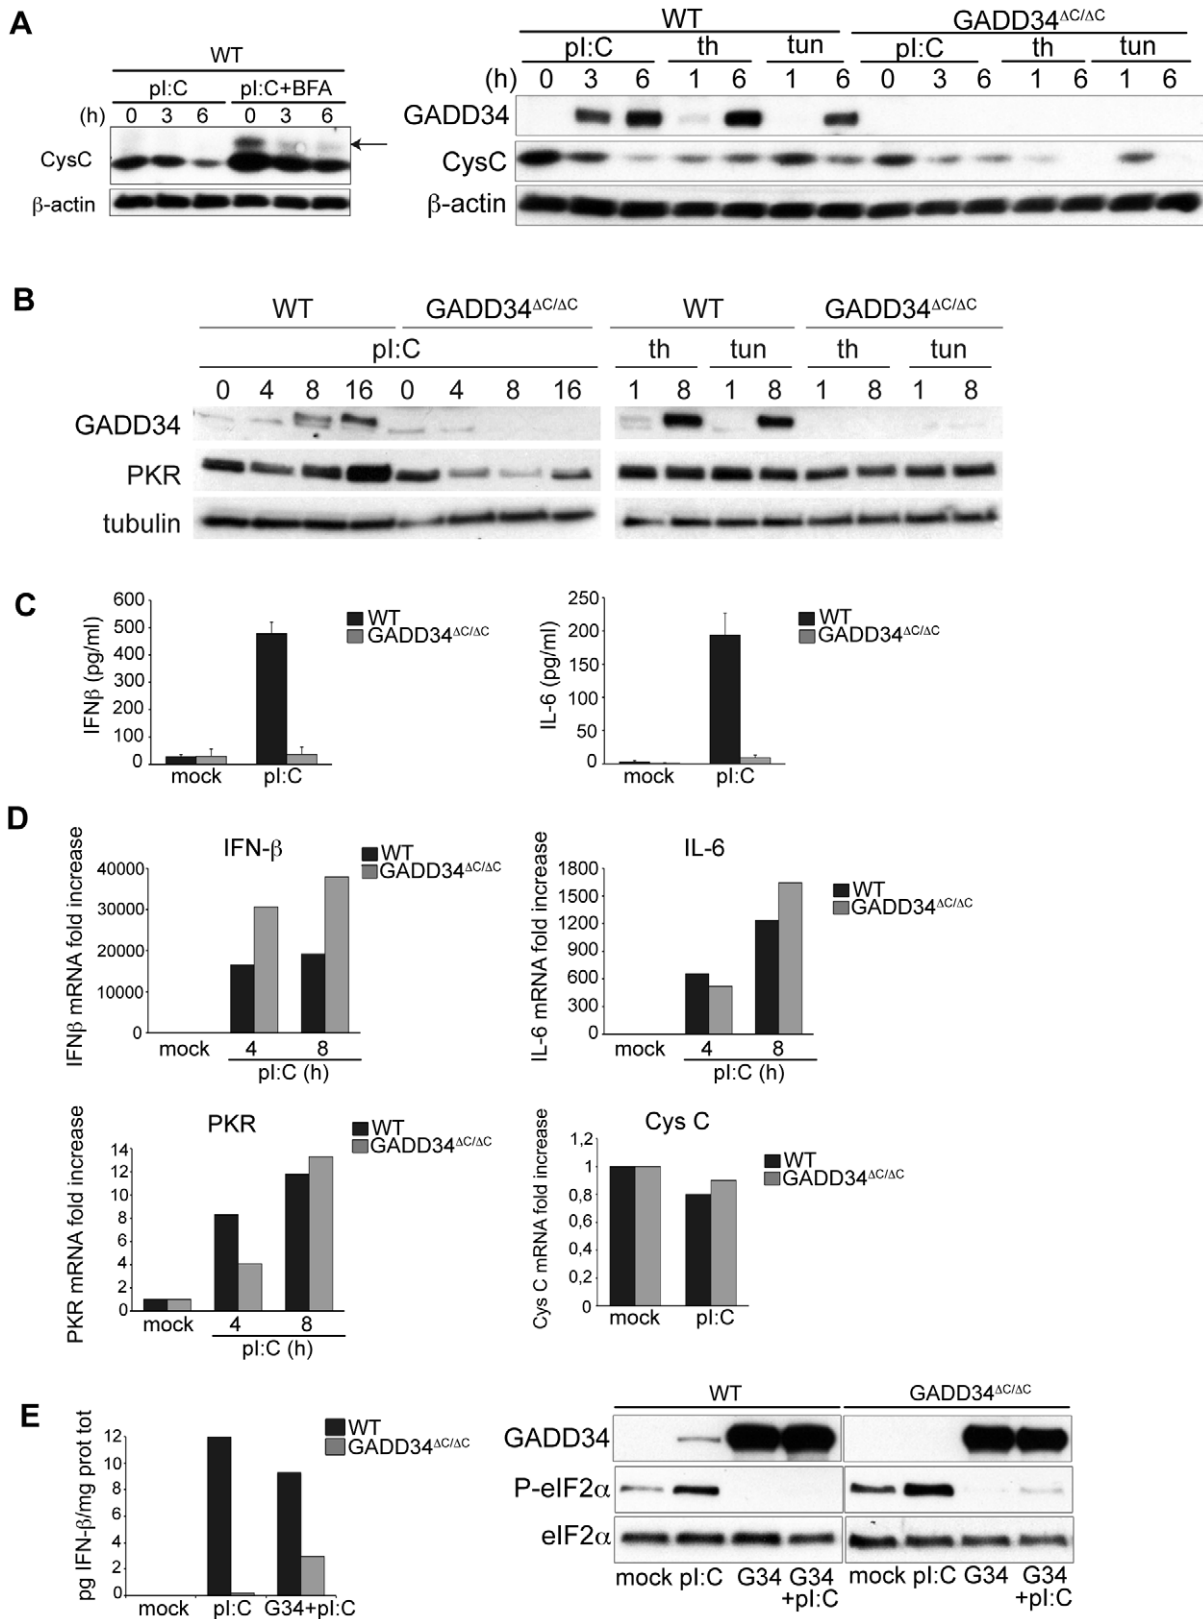 A
WT
pI:C pI:C+BFA
(h) 0 3 6 0 3 6
CysC
β-actin
WT GADD34ΔC/ΔC
pI:C th tun pI:C th tun
(h) 0 3 6 1 6 1 6 0 3 6 1 6 1 6
GADD34
CysC
β-actin
B
WT GADD34ΔC/ΔC WT GADD34ΔC/ΔC
pI:C th tun th tun
0 4 8 16 0 4 8 16 1 8 1 8 1 8 1 8
GADD34
PKR
tubulin
C
IFNβ (pg/ml)
600
500
400
300
200
100
0
mock pI:C
WT
GADD34ΔC/ΔC
IL-6 (pg/ml)
250
200
150
100
50
0
mock pI:C
WT
GADD34ΔC/ΔC
D
IFN-β
IFNβ mRNA fold increase
40000
30000
20000
10000
0
mock 4 8
pI:C (h)
WT
GADD34ΔC/ΔC
IL-6
IL-6 mRNA fold increase
1800
1500
1200
900
600
300
0
mock 4 8
pI:C (h)
WT
GADD34ΔC/ΔC
PKR
PKR mRNA fold increase
14
12
10
8
6
4
2
0
mock 4 8
pI:C (h)
WT
GADD34ΔC/ΔC
Cys C
Cys C mRNA fold increase
1,2
1
0,8
0,6
0,4
0,2
0
mock pI:C
WT
GADD34ΔC/ΔC
E
pg IFN-β/mg prot tot
12
10
8
6
4
2
0
mock pI:C G34+pI:C
WT
GADD34ΔC/ΔC
WT GADD34ΔC/ΔC
GADD34
P-eIF2α
eIF2α
mock pI:C G34 G34 mock pI:C G34 G34
+pI:C +pI:C